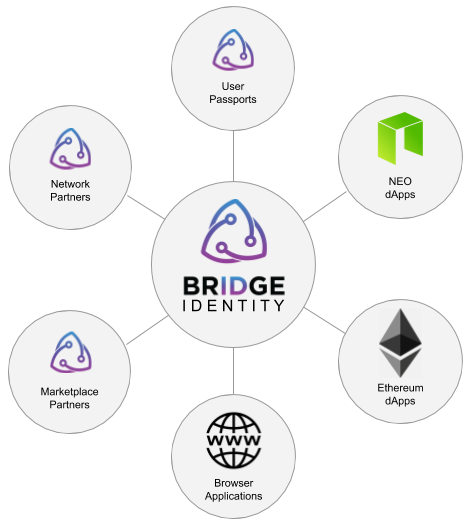 User
Passports
Network
Partners
NEO
dApps
BRIDGE
IDENTITY
Marketplace
Partners
Ethereum
dApps
WWW
Browser
Applications